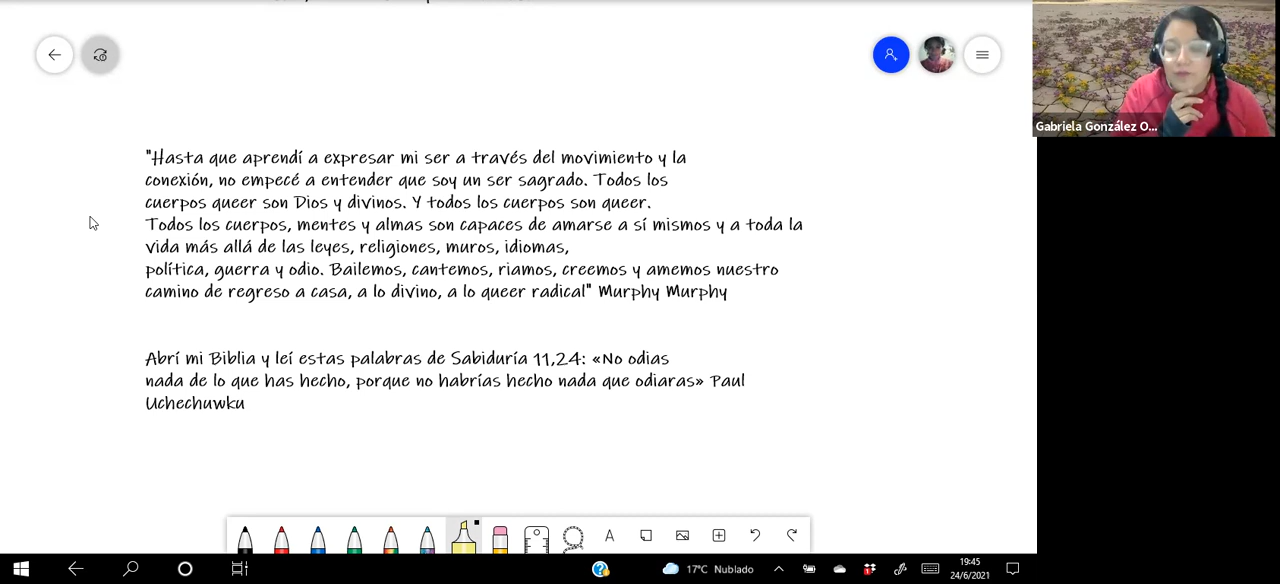 Gabriela González O...
"Hasta que aprendí a expresar mi ser a través del movimiento y la
conexión, no empecé a entender que soy un ser sagrado. Todos los
cuerpos queer son Dios y divinos. Y todos los cuerpos son queer.
Todos los cuerpos, mentes y almas son capaces de amarse a sí mismos y a toda la
vida más allá de las leyes, religiones, muros, idiomas,
política, guerra y odio. Bailemos, cantemos, riamos, creemos y amemos nuestro
camino de regreso a casa, a lo divino, a lo queer radical" Murphy Murphy
Abrí mi Biblia y leí estas palabras de Sabiduría 11,24: «No odias
nada de lo que has hecho, porque no habrías hecho nada que odiaras» Paul
Uchechuwku
A
17°C Nublado
19:45
24/6/2021